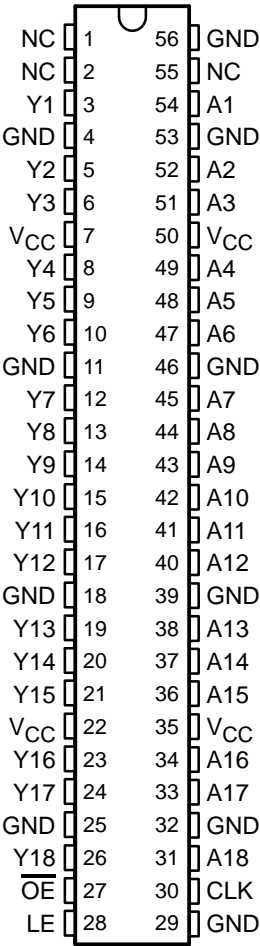 NC 1 56 GND
NC 2 55 NC
Y1 3 54 A1
GND 4 53 GND
Y2 5 52 A2
Y3 6 51 A3
VCC 7 50 VCC
Y4 8 49 A4
Y5 9 48 A5
Y6 10 47 A6
GND 11 46 GND
Y7 12 45 A7
Y8 13 44 A8
Y9 14 43 A9
Y10 15 42 A10
Y11 16 41 A11
Y12 17 40 A12
GND 18 39 GND
Y13 19 38 A13
Y14 20 37 A14
Y15 21 36 A15
VCC 22 35 VCC
Y16 23 34 A16
Y17 24 33 A17
GND 25 32 GND
Y18 26 31 A18
O̅E̅ 27 30 CLK
LE 28 29 GND